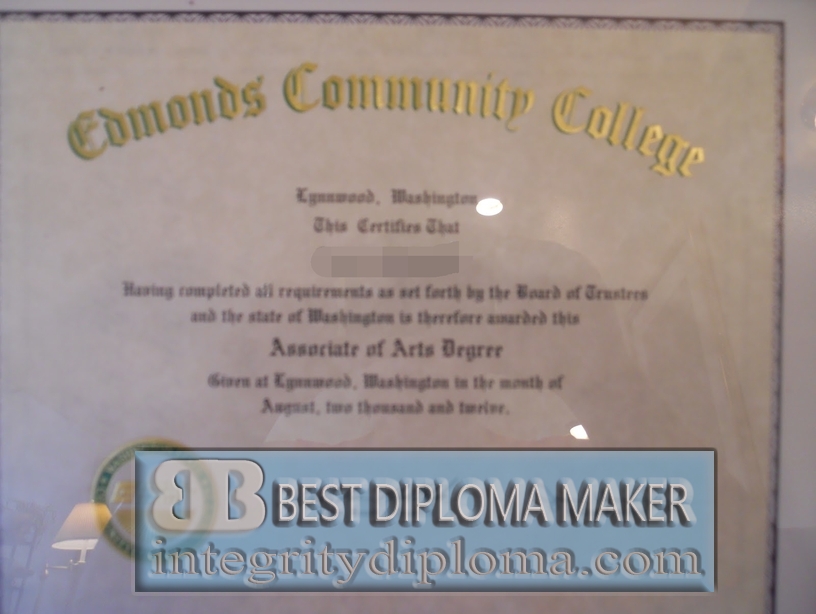 Edmonds Community College
Lynnwood, Washington
This Certifies That
Having completed all requirements as set forth by the Board of Trustees
and the state of Washington is therefore awarded this
Associate of Arts Degree
Given at Lynnwood, Washington in the month of
August, two thousand and twelve.
BB BEST DIPLOMA MAKER
integritydiploma.com